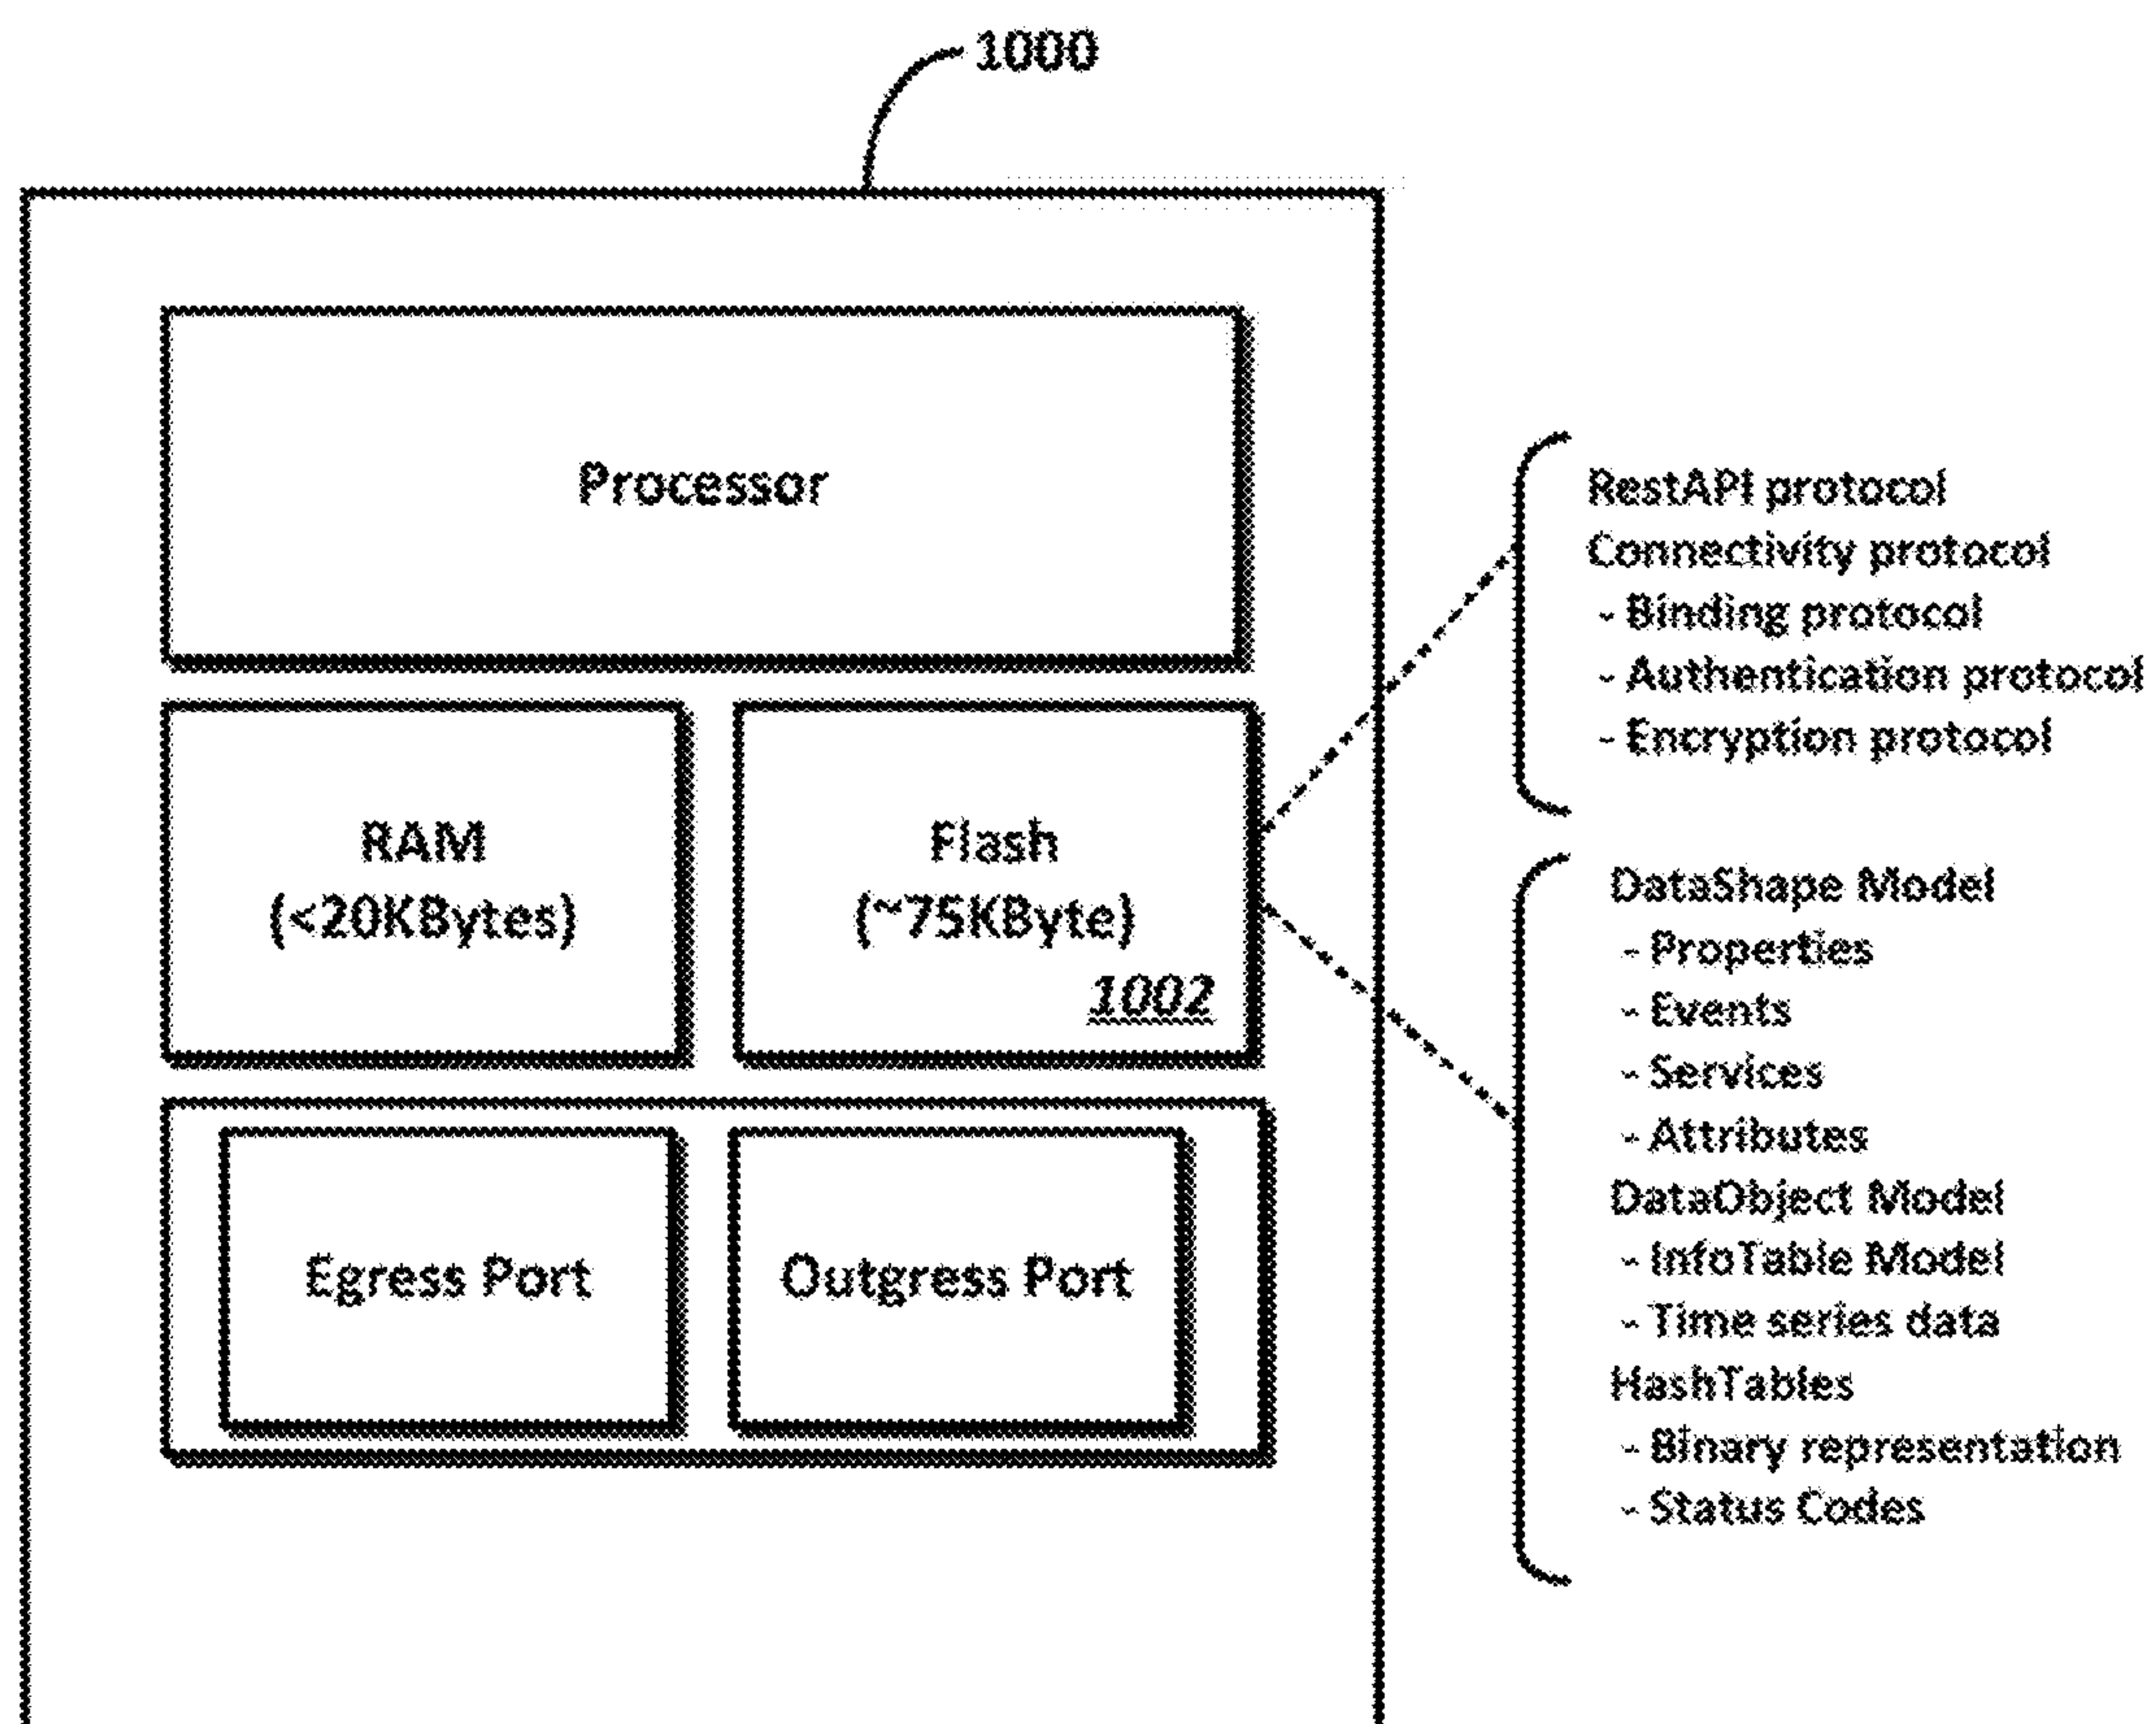 1000
Processor
RAM
(<20KBytes)
Flash
(~75KByte)
1002
Egress Port
Outgress Port
RestAPI protocol
Connectivity protocol
- Binding protocol
- Authentication protocol
- Encryption protocol
DataShape Model
- Properties
- Events
- Services
- Attributes
DataObject Model
- InfoTable Model
- Time series data
HashTables
- Binary representation
- Status Codes